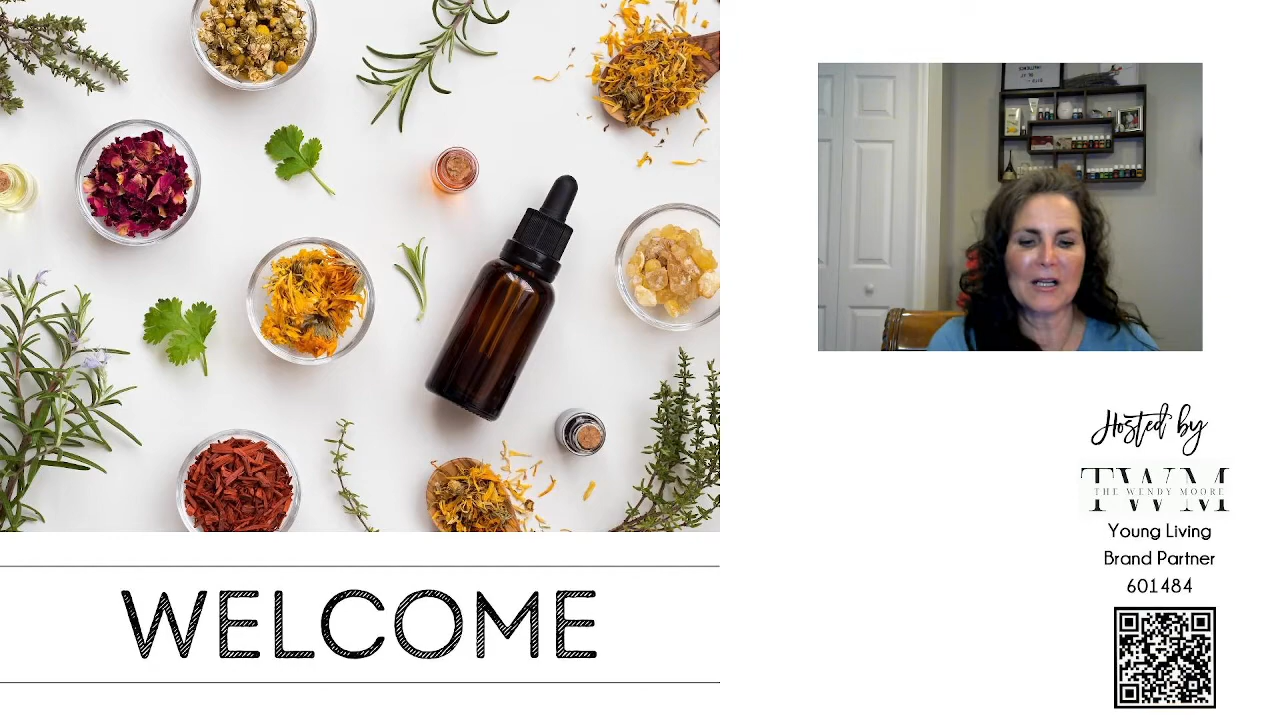 WELCOME
Hosted by
TWM
THE WENDY MOORE
Young Living
Brand Partner
601484